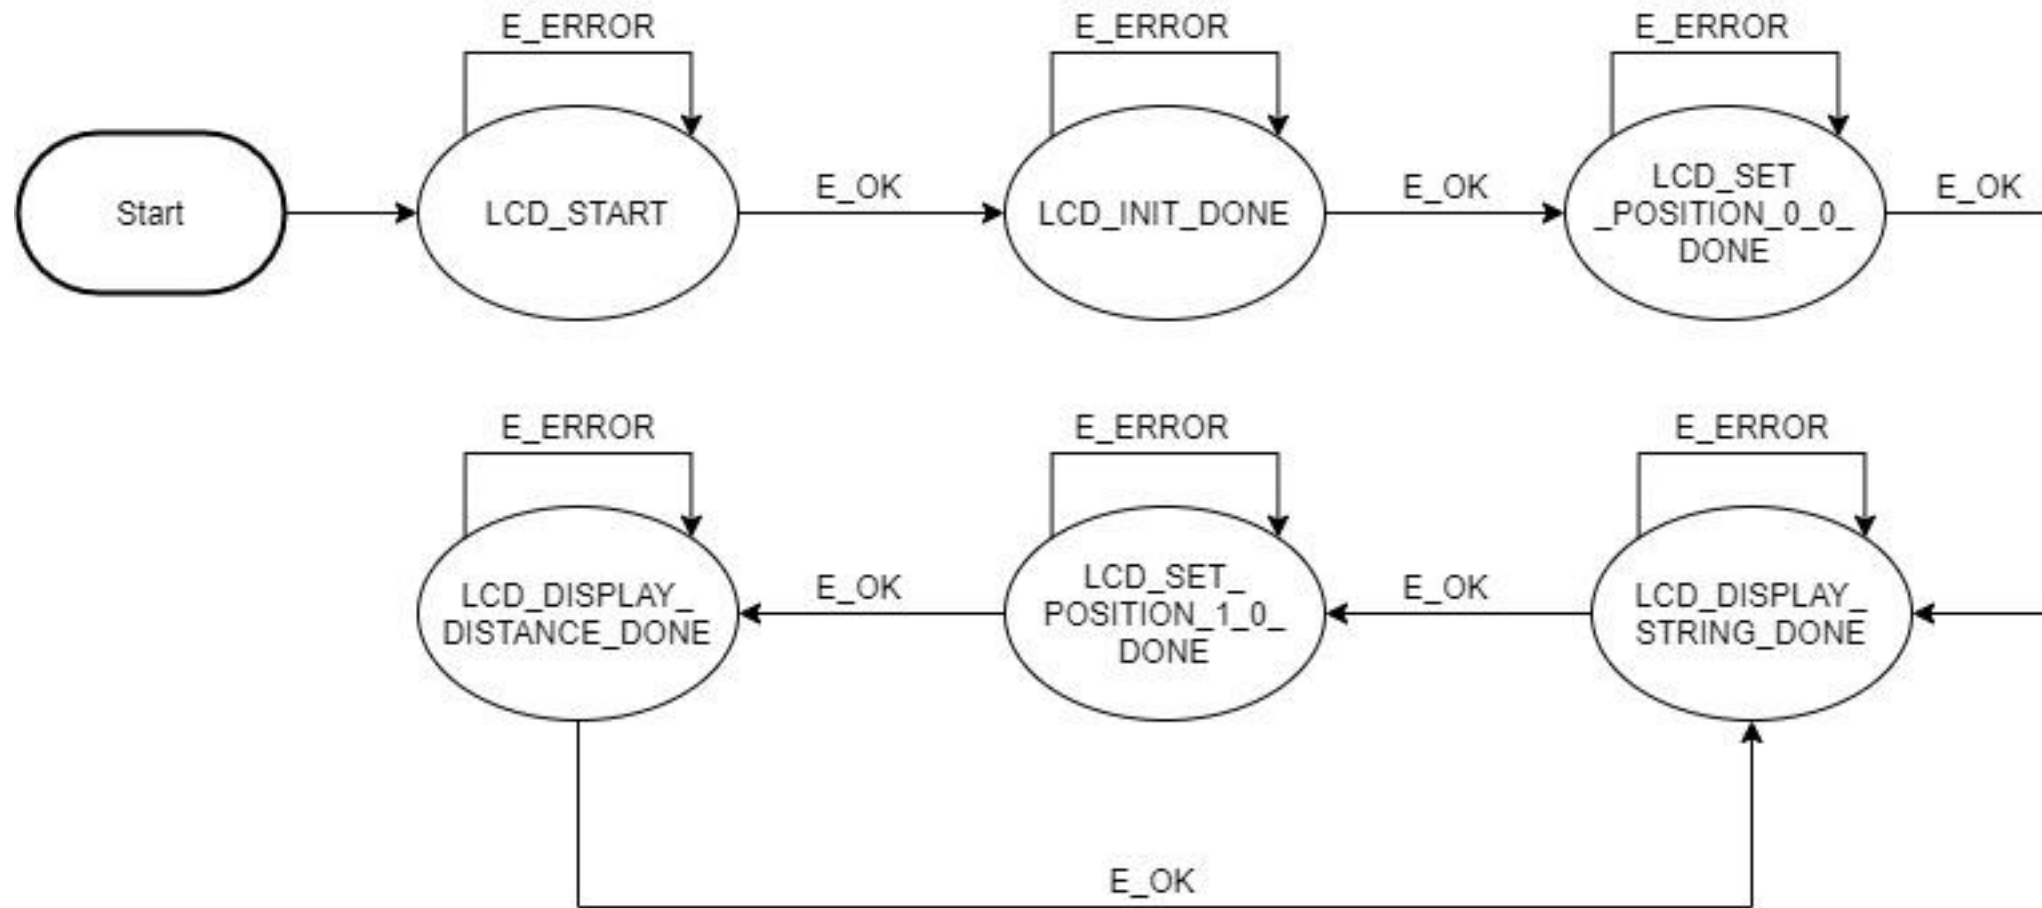 E_ERROR
E_ERROR
E_ERROR
Start
LCD_START
E_OK
LCD_INIT_DONE
E_OK
LCD_SET
_POSITION_0_0_
DONE
E_OK
E_ERROR
E_ERROR
E_ERROR
LCD_DISPLAY_
DISTANCE_DONE
E_OK
LCD_SET_
POSITION_1_0_
DONE
E_OK
LCD_DISPLAY_
STRING_DONE
E_OK